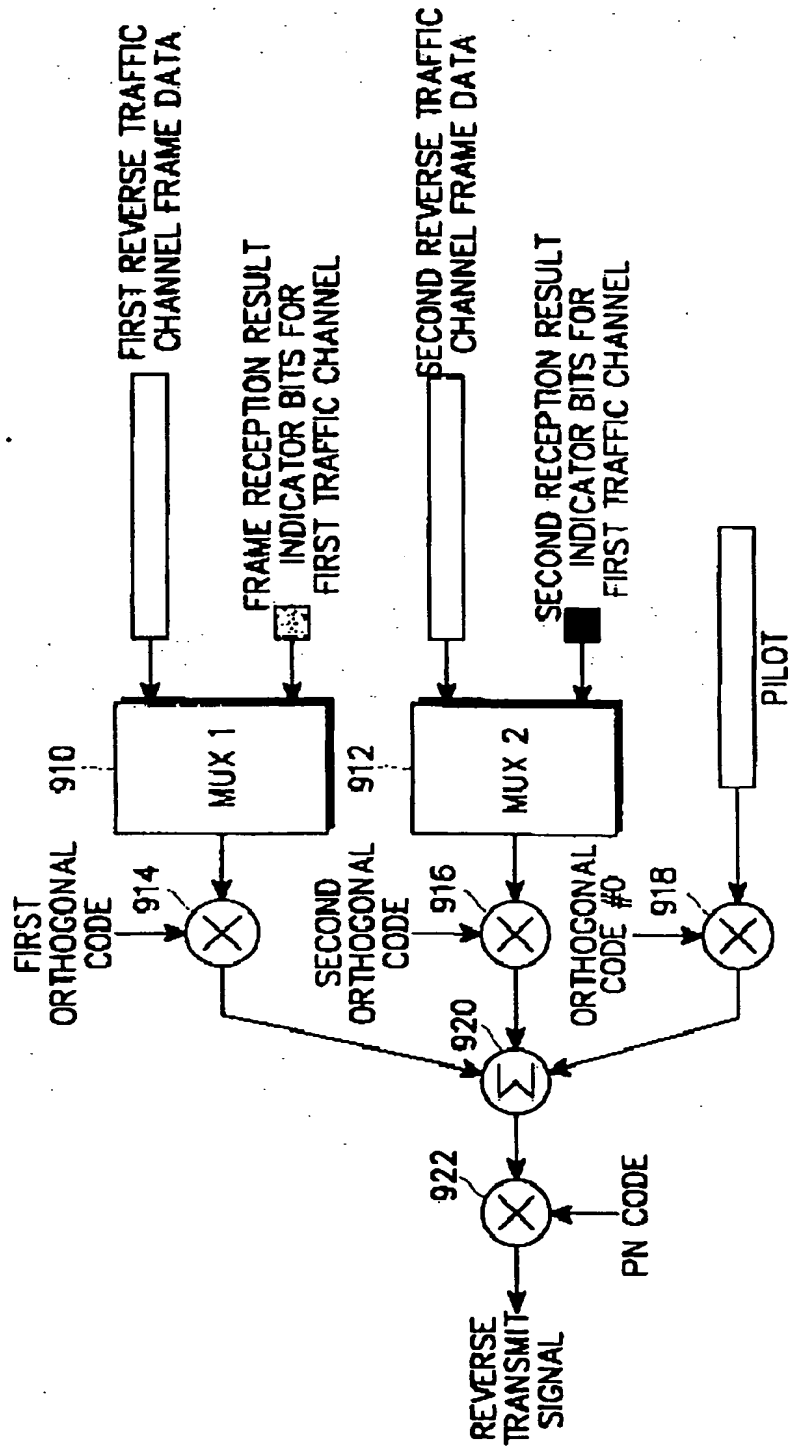 FIRST REVERSE TRAFFIC
CHANNEL FRAME DATA
FRAME RECEPTION RESULT
INDICATOR BITS FOR
FIRST TRAFFIC CHANNEL
910
MUX 1
FIRST
ORTHOGONAL
CODE
914
SECOND REVERSE TRAFFIC
CHANNEL FRAME DATA
SECOND RECEPTION RESULT
INDICATOR BITS FOR
FIRST TRAFFIC CHANNEL
912
MUX 2
SECOND
ORTHOGONAL
CODE
916
ORTHOGONAL
CODE #0
918
PILOT
920
Σ
922
PN CODE
REVERSE
TRANSMIT
SIGNAL